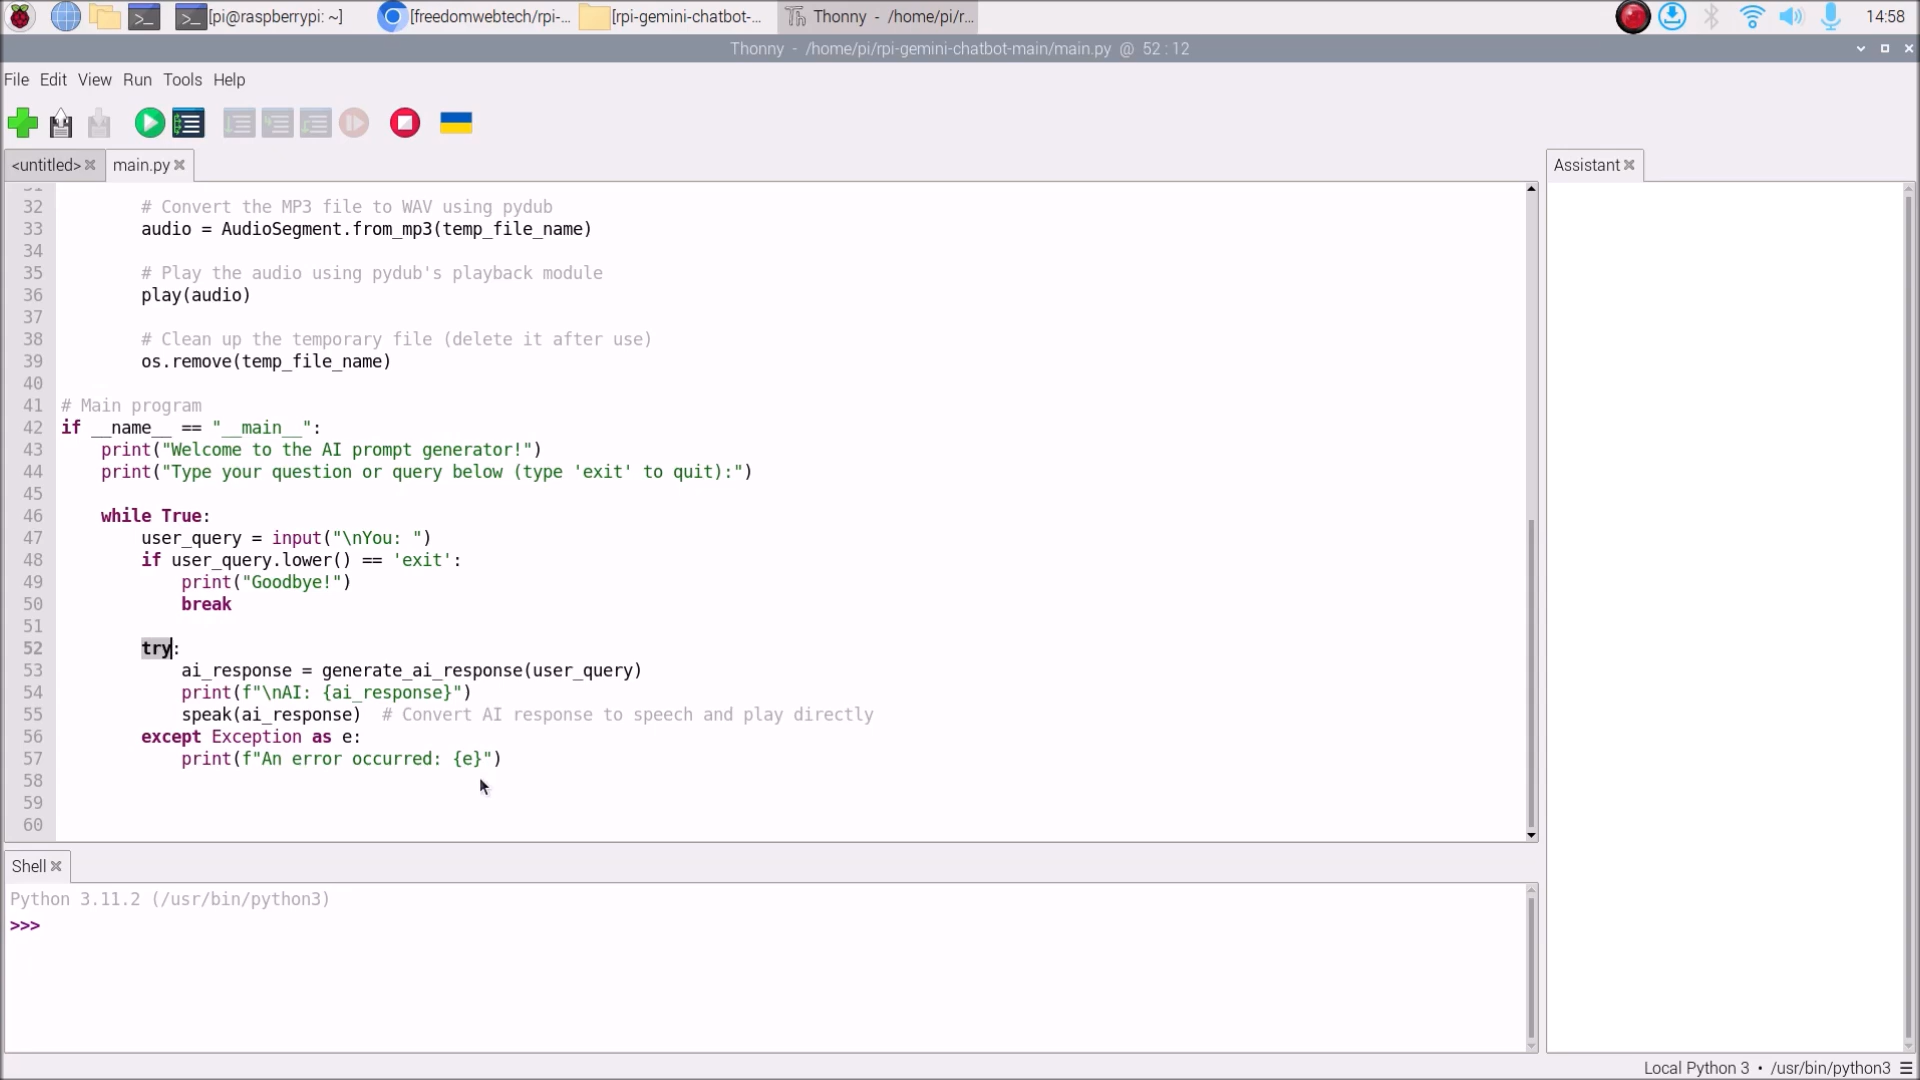 [pi@raspberrypi: ~] [freedomwebtech/rpi-... [rpi-gemini-chatbot-... Thonny - /home/pi/r... 14:58
Thonny - /home/pi/rpi-gemini-chatbot-main/main.py @ 52 : 12
File Edit View Run Tools Help
<untitled> main.py Assistant
31
32 # Convert the MP3 file to WAV using pydub
33 audio = AudioSegment.from_mp3(temp_file_name)
34
35 # Play the audio using pydub's playback module
36 play(audio)
37
38 # Clean up the temporary file (delete it after use)
39 os.remove(temp_file_name)
40
41 # Main program
42 if __name__ == "__main__":
43 print("Welcome to the AI prompt generator!")
44 print("Type your question or query below (type 'exit' to quit):")
45
46 while True:
47 user_query = input("\nYou: ")
48 if user_query.lower() == 'exit':
49 print("Goodbye!")
50 break
51
52 try:
53 ai_response = generate_ai_response(user_query)
54 print(f"\nAI: {ai_response}")
55 speak(ai_response) # Convert AI response to speech and play directly
56 except Exception as e:
57 print(f"An error occurred: {e}")
58
59
60
Shell
Python 3.11.2 (/usr/bin/python3)
>>>
Local Python 3 • /usr/bin/python3